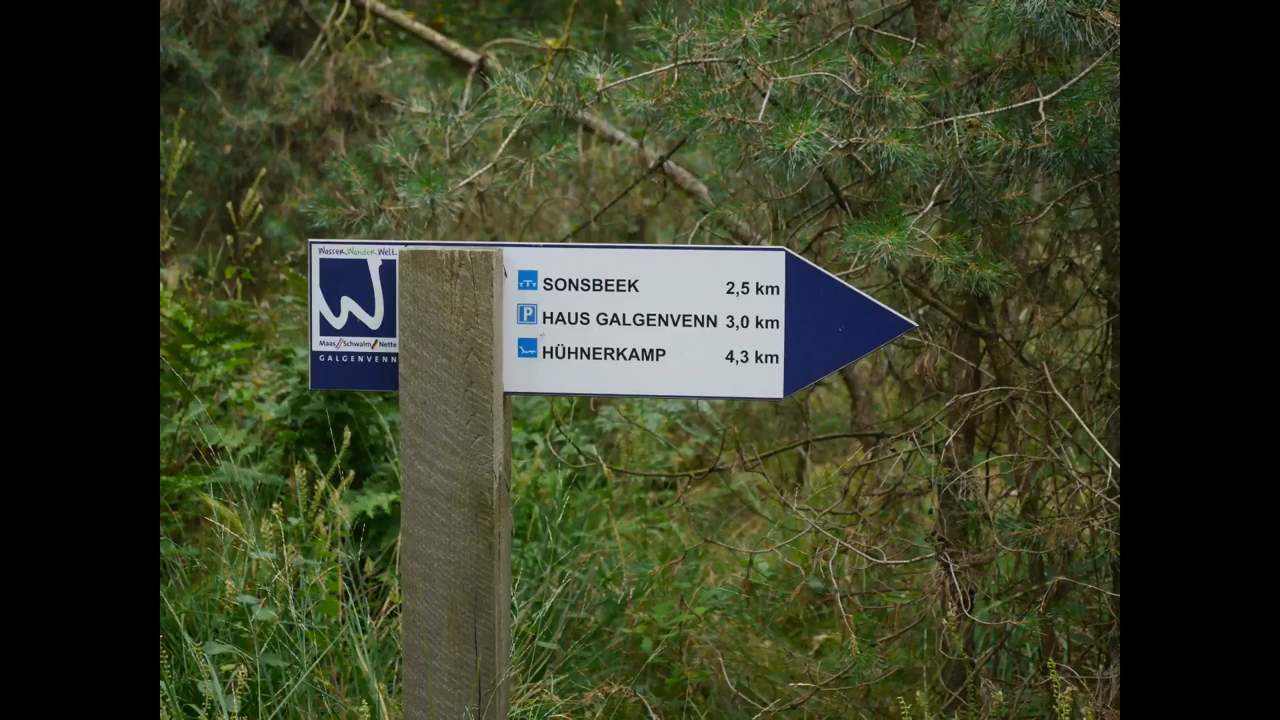 Wasser.Wander.Welt.
Maas//Schwalm/Nette
GALGENVENN
SONSBEEK 2,5 km
P HAUS GALGENVENN 3,0 km
HÜHNERKAMP 4,3 km